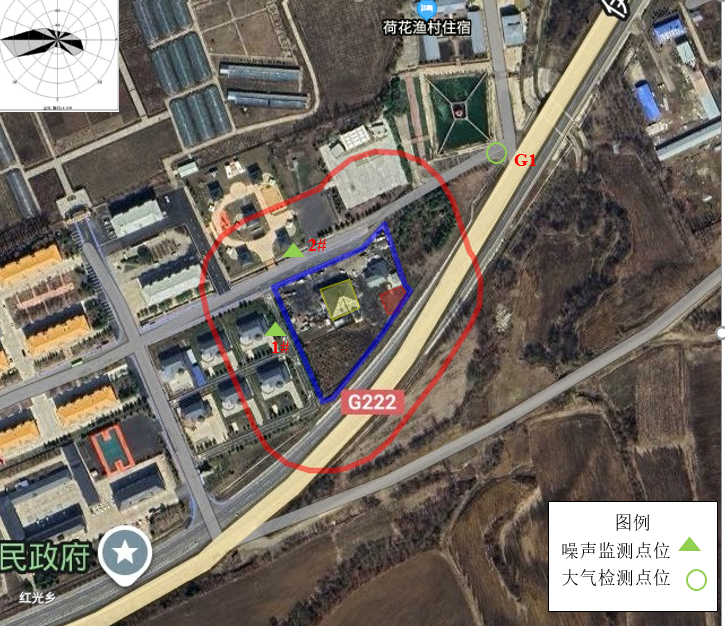 荷花渔村住宿
G1
2#
1#
G222
民政府
红光乡
图例
噪声监测点位
大气检测点位